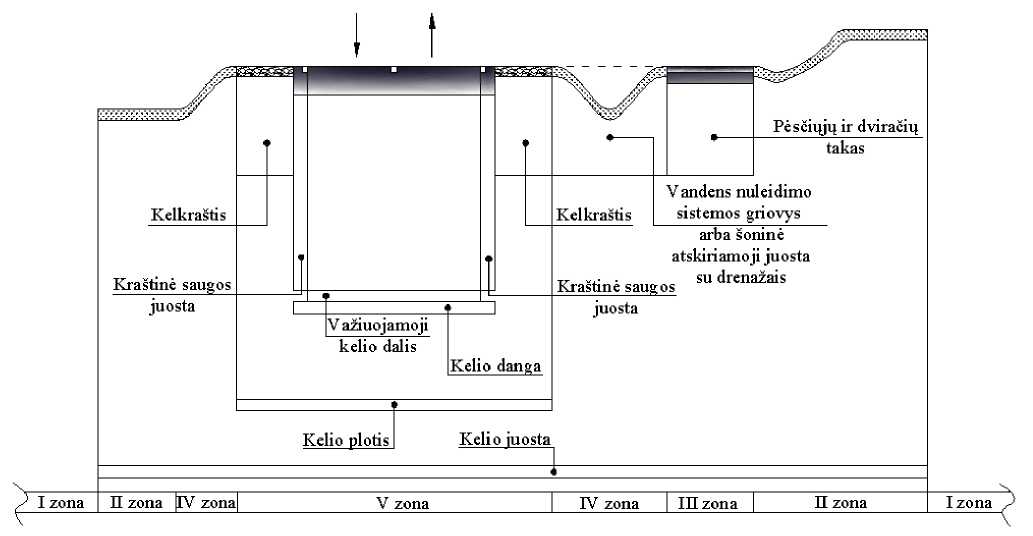 Pėsčiųjų ir dviračių
takas
Kelkraštis
Kelkraštis
Vandens nuleidimo
sistemos griovys
arba šoninė
atskiriamoji juosta
su drenažais
Kraštinė saugos
juosta
Kraštinė saugos
juosta
Važiuojamoji
kelio dalis
Kelio danga
Kelio plotis
Kelio juosta
I zona
II zona
IV zona
V zona
IV zona
III zona
II zona
I zona